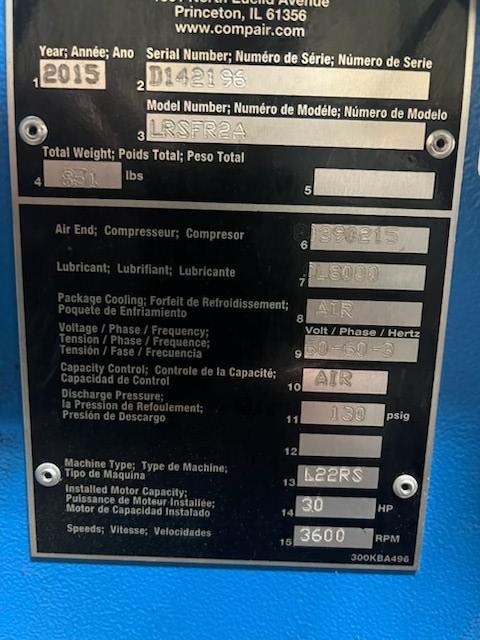 Princeton, IL 61356
www.compair.com
Year; Année; Ano Serial Number; Numéro de Série; Número de Serie
1 2015 2 D142196
Model Number; Numéro de Modéle; Número de Modelo
3 LRSFR2A
Total Weight; Poids Total; Peso Total
4 lbs 5
Air End; Compresseur; Compresor
6
Lubricant; Lubrifiant; Lubricante
7
Package Cooling; Forfeit de Refroidissement;
Poquete de Enfriamiento
8 AIR
Voltage / Phase / Frequency;
Tension / Phase / Frequence;
Tensión / Fase / Frecuencia
Volt / Phase / Hertz
9
Capacity Control; Controle de la Capacité;
Capacidad de Control
10 AIR
Discharge Pressure;
la Pression de Refoulement;
Presión de Descargo
11 130 psig
12
Machine Type; Type de Machine;
Tipo de Maquina
13 L22RS
Installed Motor Capacity;
Puissance de Moteur Installée;
Motor de Capacidad Instalado
14 30 HP
Speeds; Vitesse; Velocidades
15 3600 RPM
300KBA496